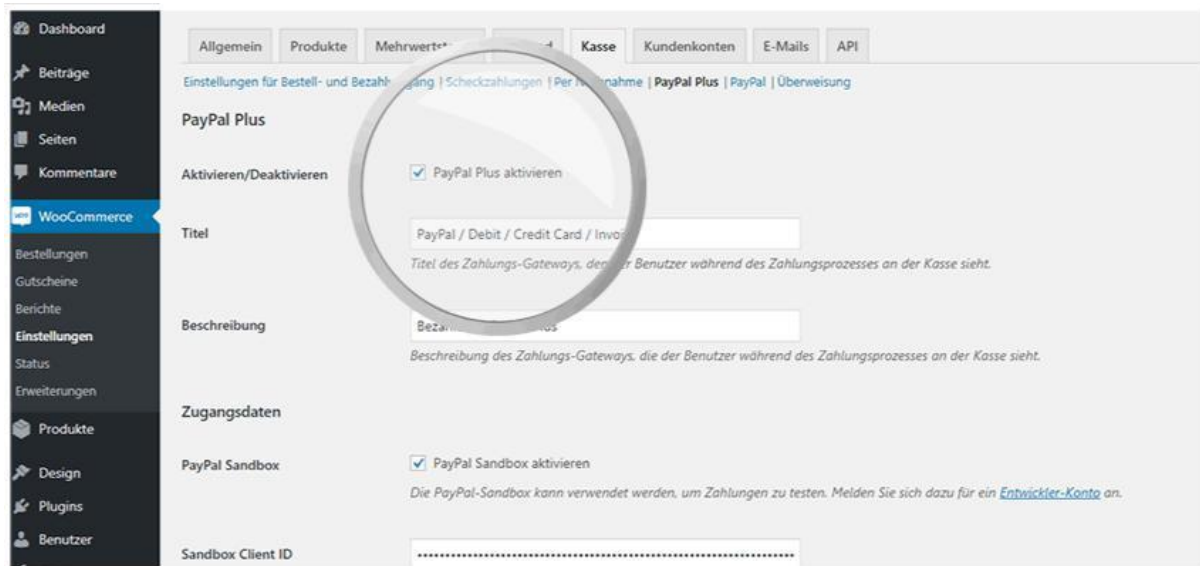 Dashboard
Beiträge
Medien
Seiten
Kommentare
WooCommerce
Bestellungen
Gutscheine
Berichte
Einstellungen
Status
Erweiterungen
Produkte
Design
Plugins
Benutzer
Allgemein Produkte Kasse Kundenkonten E-Mails API
Einstellungen für Bestell- und | Scheckzahlungen | Per | PayPal Plus | PayPal | Überweisung
PayPal Plus
Aktivieren/Deaktivieren PayPal Plus aktivieren
Titel PayPal / Debit / Credit Card /
Titel des Zahlungs-Gateways, Benutzer während des Zahlungsprozesses an der Kasse sieht.
Beschreibung
Beschreibung des Zahlungs-Gateways, die der Benutzer während des Zahlungsprozesses an der Kasse sieht.
Zugangsdaten
PayPal Sandbox PayPal Sandbox aktivieren
Die PayPal-Sandbox kann verwendet werden, um Zahlungen zu testen. Melden Sie sich dazu für ein Entwickler-Konto an.
Sandbox Client ID